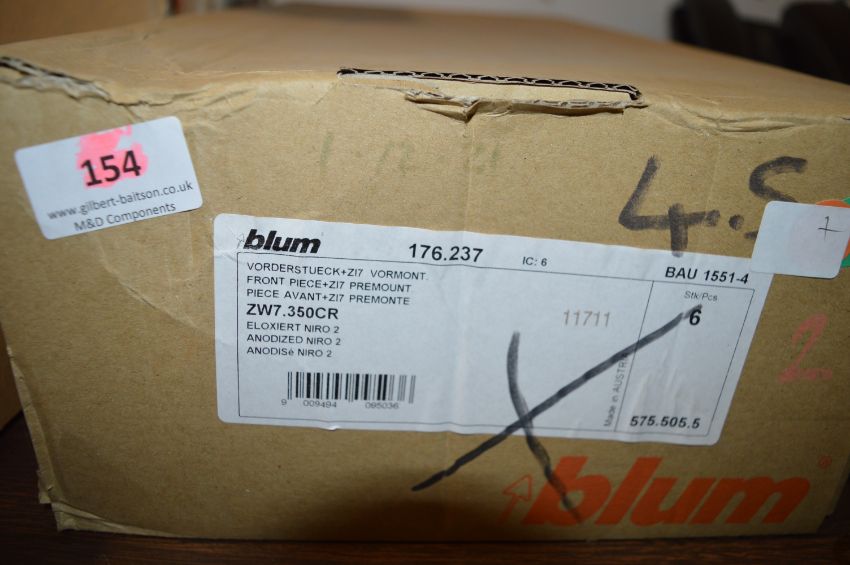 154
www.gilbert-baitson.co.uk
M&D Components
4.5
+
blum 176.237 IC: 6 BAU 1551-4
VORDERSTUECK+ZI7 VORMONT.
FRONT PIECE+ZI7 PREMOUNT
PIECE AVANT+ZI7 PREMONTE
ZW7.350CR
ELOXIERT NIRO 2
ANODIZED NIRO 2
ANODISé NIRO 2
11711
Stk/Pcs
6
Made in AUSTRIA
9 009494 085036
575.505.5
2
blum®